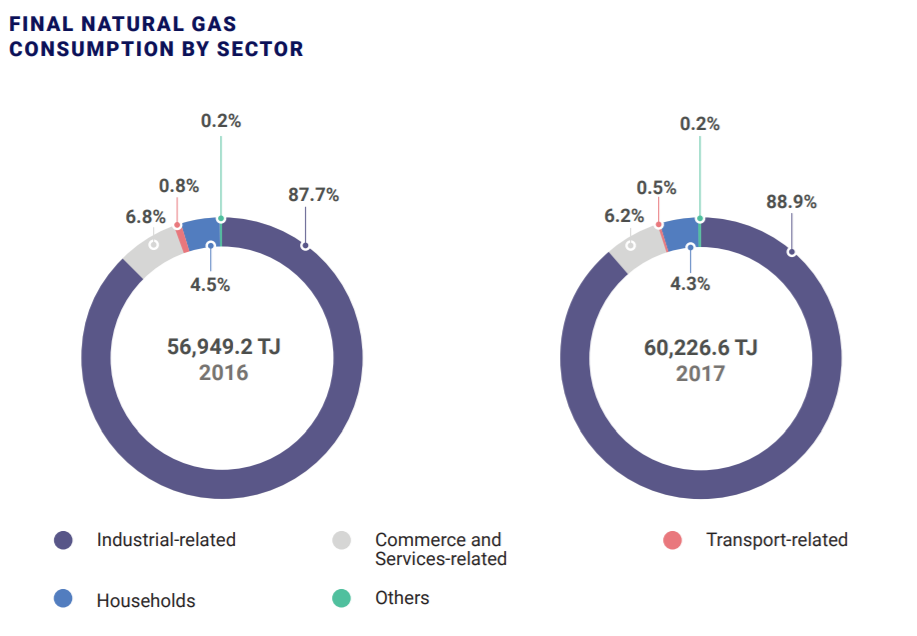 FINAL NATURAL GAS
CONSUMPTION BY SECTOR
0.2%
0.8%
87.7%
6.8%
4.5%
56,949.2 TJ
2016
0.2%
0.5%
88.9%
6.2%
4.3%
60,226.6 TJ
2017
Industrial-related
Commerce and
Services-related
Transport-related
Households
Others